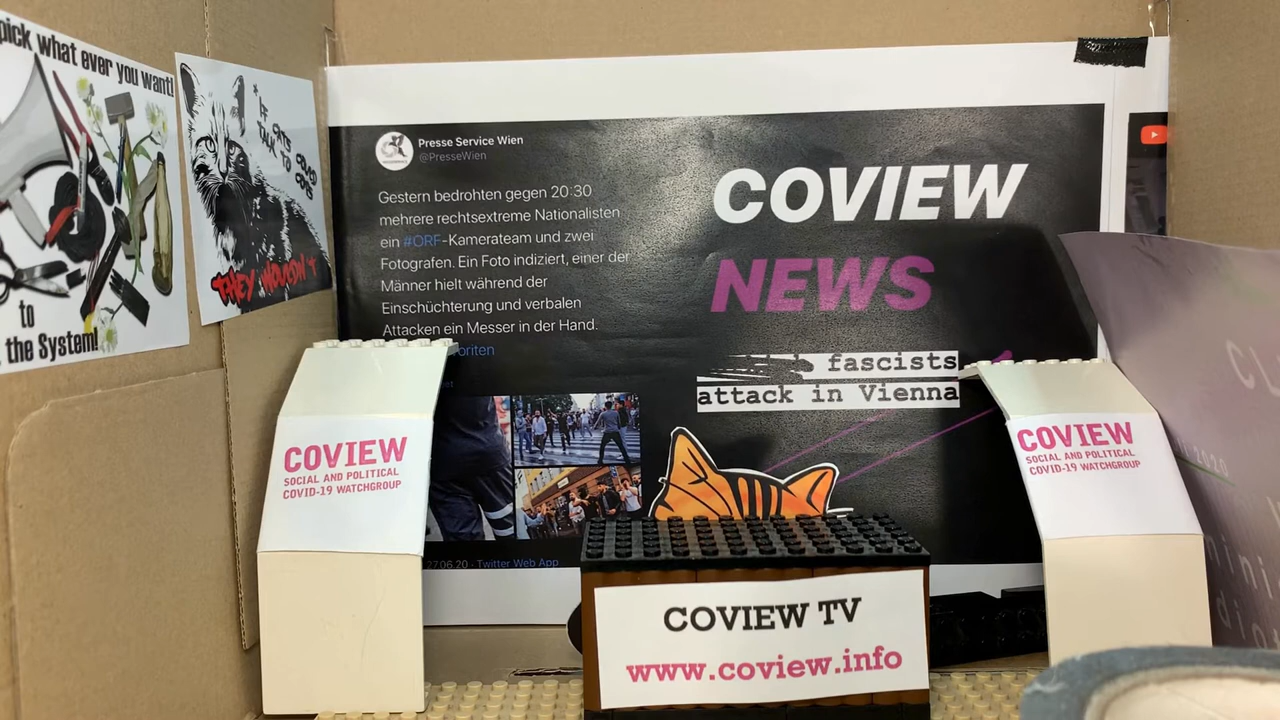 pick what ever you want!
to
the System!
*IF
CATS COULD
TALK TO
COPS
THEY WOULDN'T
Presse Service Wien
@PresseWien
Gestern bedrohten gegen 20:30
mehrere rechtsextreme Nationalisten
ein #ORF-Kamerateam und zwei
Fotografen. Ein Foto indiziert, einer der
Männer hielt während der
Einschüchterung und verbalen
Attacken ein Messer in der Hand.
oriten
27.06.20 · Twitter Web App
COVIEW
NEWS
fascists
attack in Vienna
COVIEW
SOCIAL AND POLITICAL
COVID-19 WATCHGROUP
COVIEW
SOCIAL AND POLITICAL
COVID-19 WATCHGROUP
COVIEW TV
www.coview.info
CL
2020